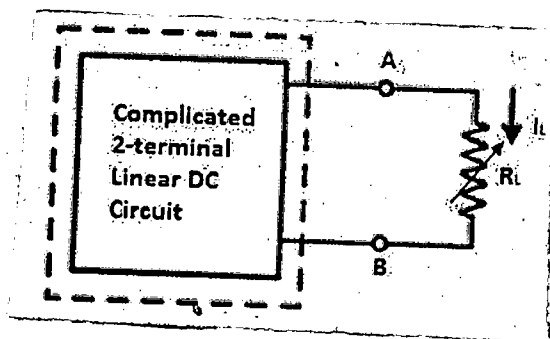 Complicated
2-terminal
Linear DC
Circuit
A
IL
RL
B